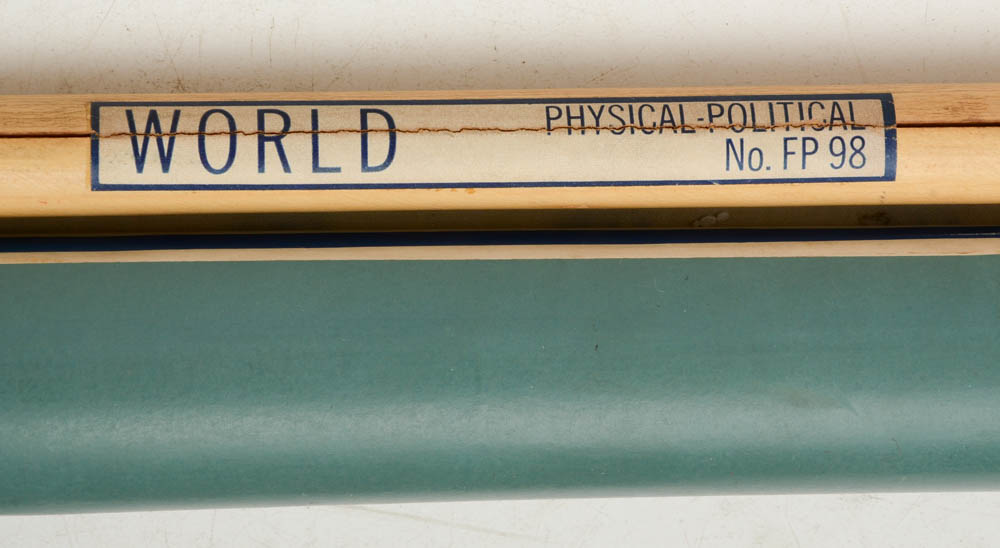 WORLD PHYSICAL-POLITICAL
No. FP 98